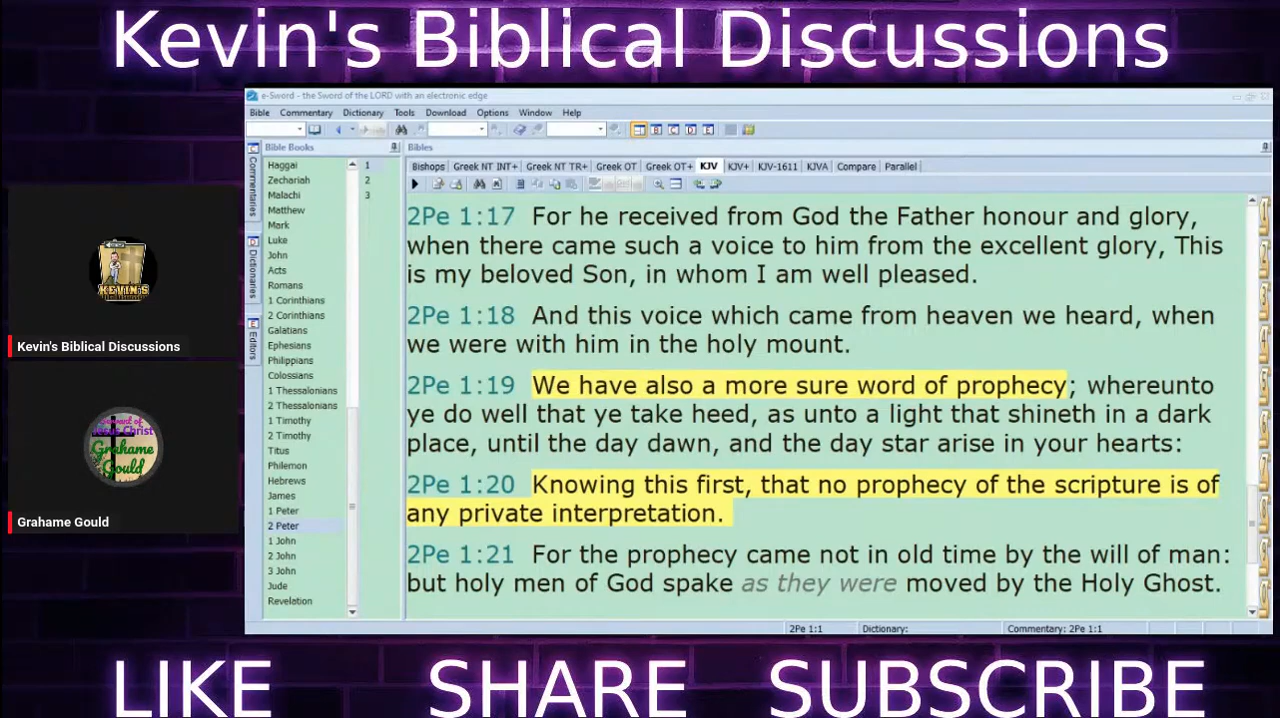 Kevin's Biblical Discussions
e-Sword - the Sword of the LORD with an electronic edge
Bible Commentary Dictionary Tools Download Options Window Help
Bible Books
Bibles
Bishops Greek NT INT+ Greek NT TR+ Greek OT Greek OT+ KJV KJV+ KJV-1611 KJVA Compare Parallel
Commentaries
Dictionaries
Editors
Haggai 1
Zechariah 2
Malachi 3
Matthew
Mark
Luke
John
Acts
Romans
1 Corinthians
2 Corinthians
Galatians
Ephesians
Philippians
Colossians
1 Thessalonians
2 Thessalonians
1 Timothy
2 Timothy
Titus
Philemon
Hebrews
James
1 Peter
2 Peter
1 John
2 John
3 John
Jude
Revelation
2Pe 1:17 For he received from God the Father honour and glory,
when there came such a voice to him from the excellent glory, This
is my beloved Son, in whom I am well pleased.
2Pe 1:18 And this voice which came from heaven we heard, when
we were with him in the holy mount.
2Pe 1:19 We have also a more sure word of prophecy; whereunto
ye do well that ye take heed, as unto a light that shineth in a dark
place, until the day dawn, and the day star arise in your hearts:
2Pe 1:20 Knowing this first, that no prophecy of the scripture is of
any private interpretation.
2Pe 1:21 For the prophecy came not in old time by the will of man:
but holy men of God spake as they were moved by the Holy Ghost.
2Pe 1:1 Dictionary: Commentary: 2Pe 1:1
KEVIN'S
Kevin's Biblical Discussions
Servant of
Jesus Christ
Grahame
Gould
Grahame Gould
LIKE SHARE SUBSCRIBE